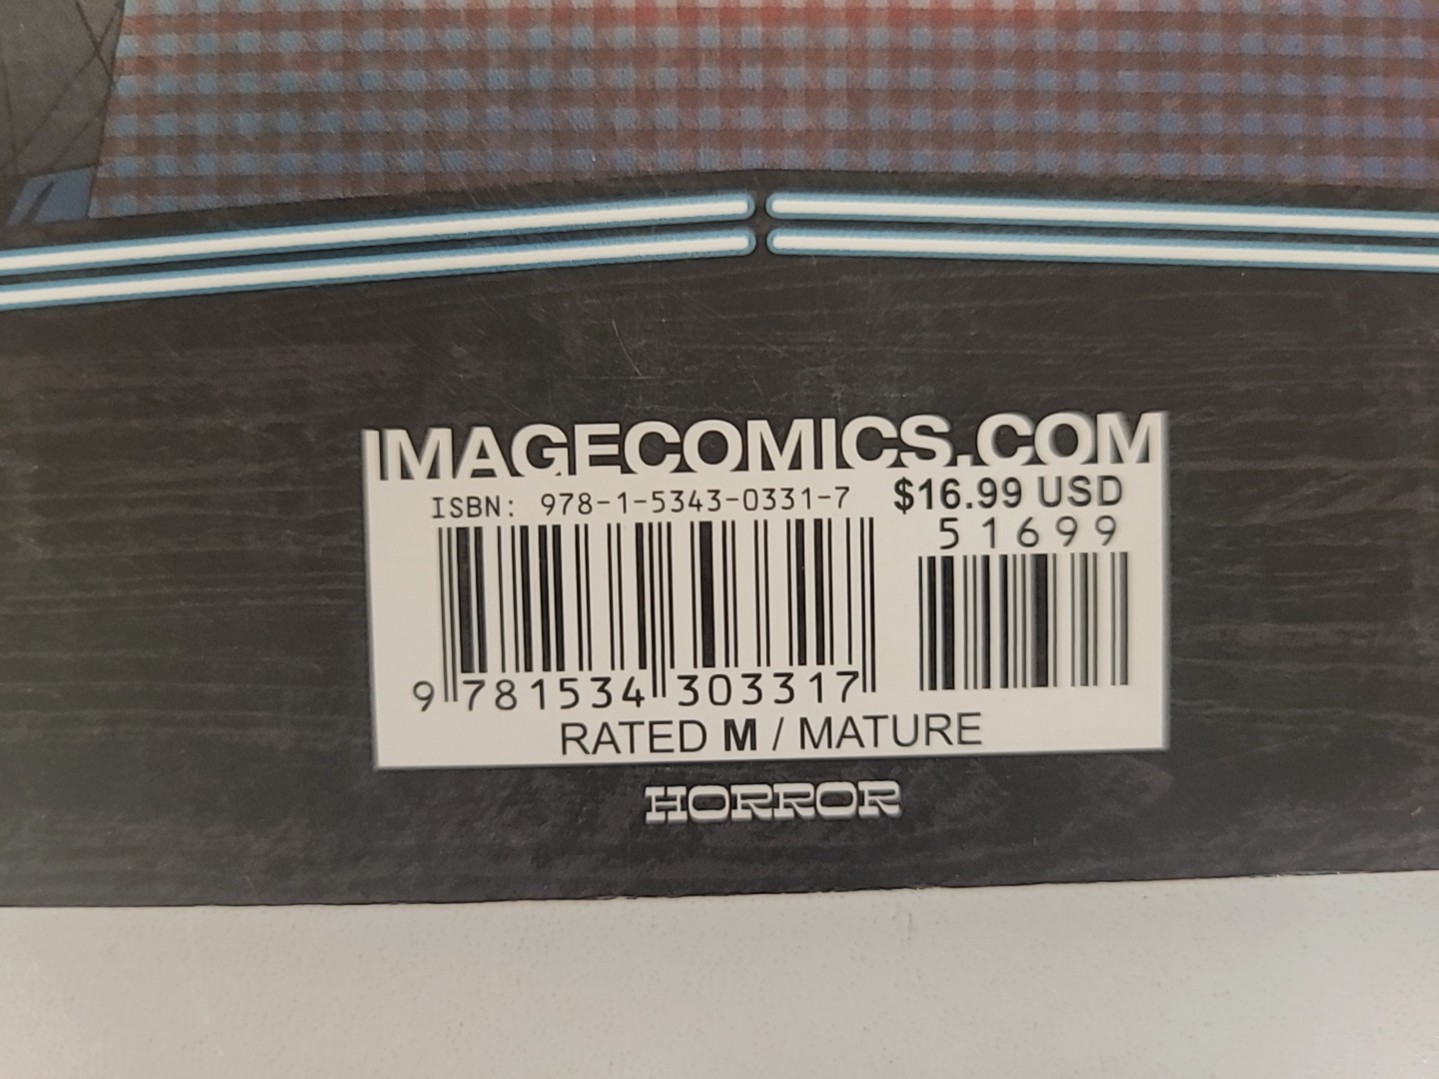 IMAGECOMICS.COM
ISBN: 978-1-5343-0331-7 $16.99 USD
51699
9 781534 303317
RATED M / MATURE
HORROR